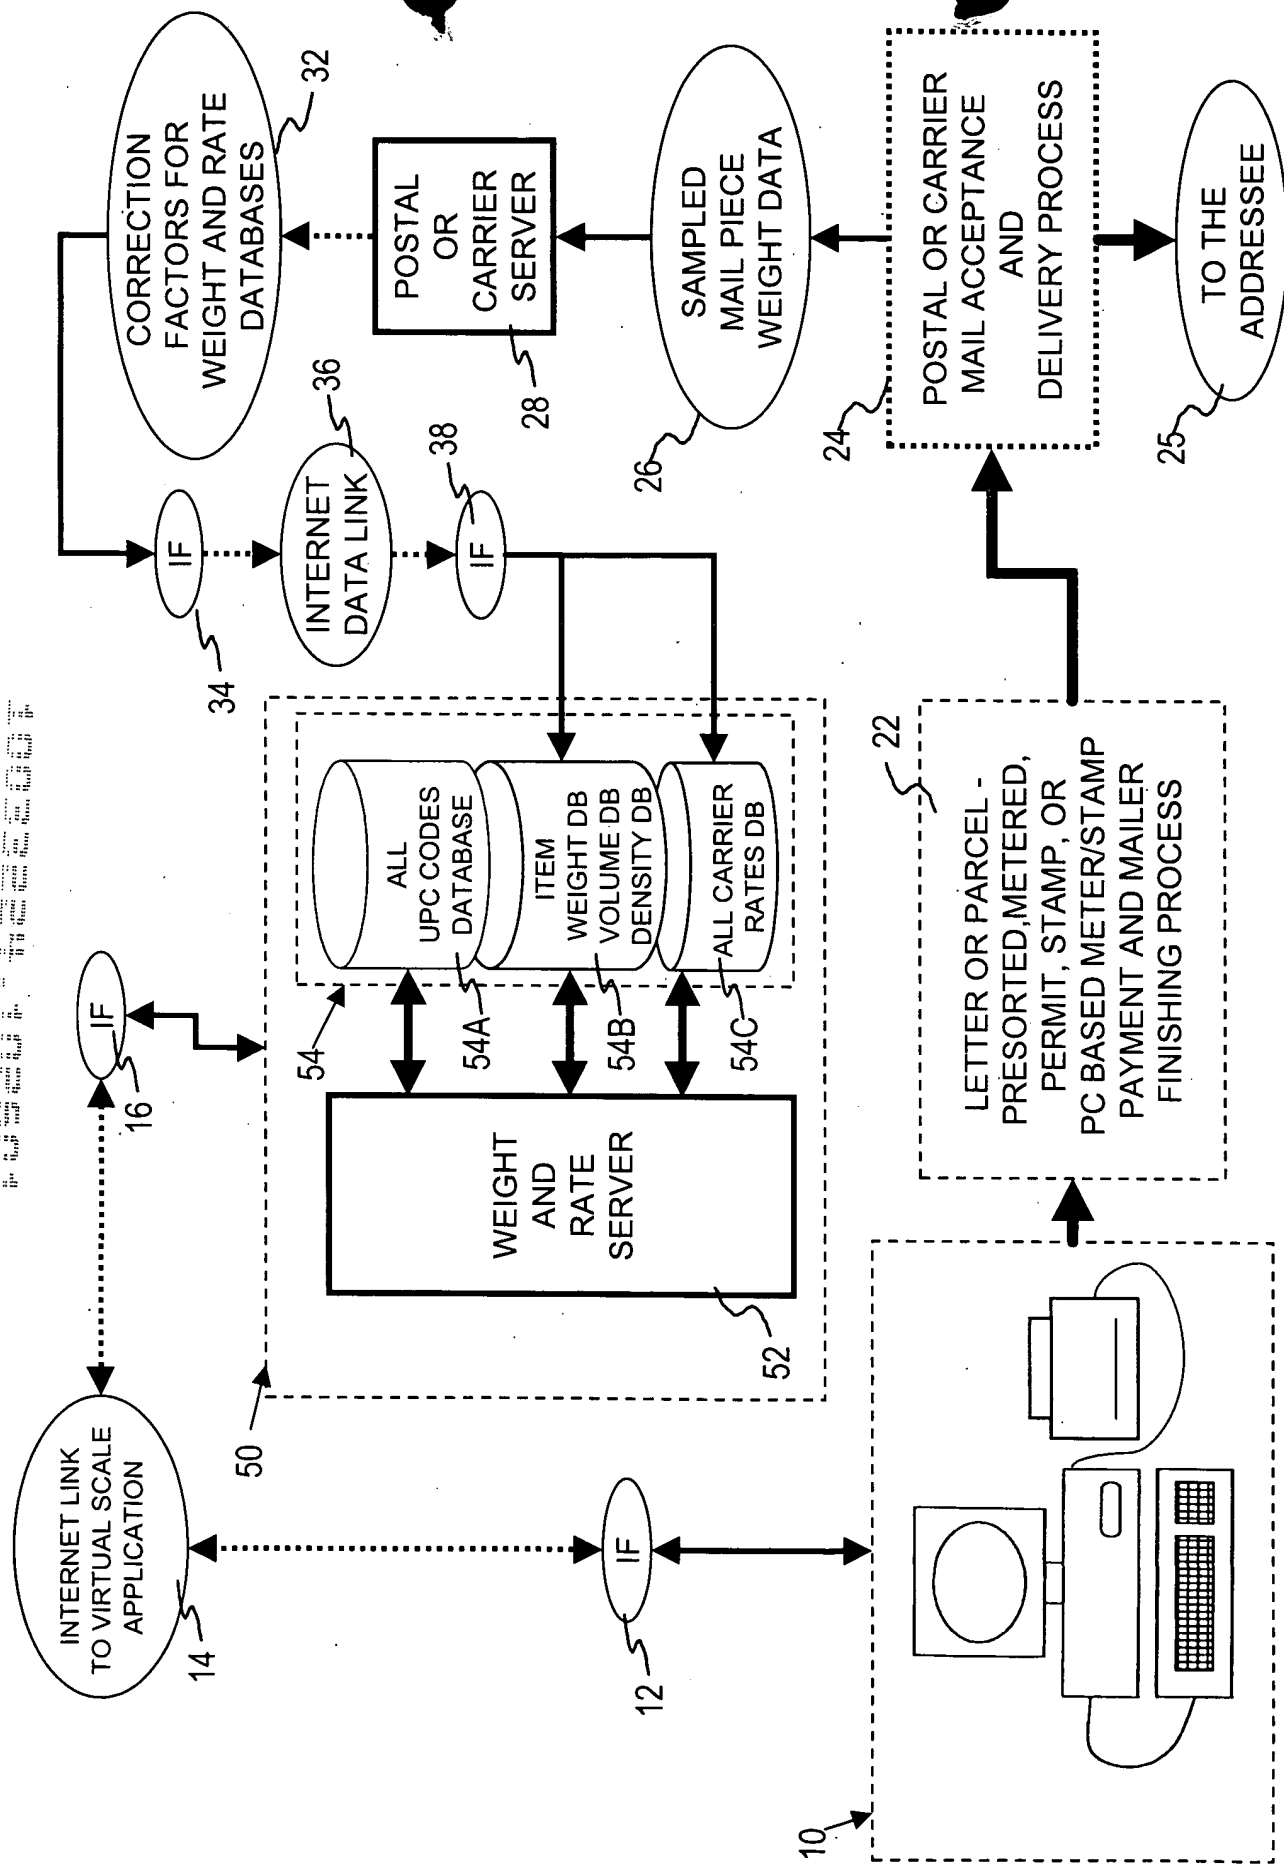 INTERNET LINK
TO VIRTUAL SCALE
APPLICATION
14
IF
16
CORRECTION
FACTORS FOR
WEIGHT AND RATE
DATABASES
32
IF
34
INTERNET
DATA LINK
36
IF
38
POSTAL
OR
CARRIER
SERVER
28
SAMPLED
MAIL PIECE
WEIGHT DATA
26
50
WEIGHT
AND
RATE
SERVER
52
54
ALL
UPC CODES
DATABASE
54A
ITEM
WEIGHT DB
VOLUME DB
DENSITY DB
54B
ALL CARRIER
RATES DB
54C
IF
12
10
LETTER OR PARCEL -
PRESORTED,METERED,
PERMIT, STAMP, OR
PC BASED METER/STAMP
PAYMENT AND MAILER
FINISHING PROCESS
22
POSTAL OR CARRIER
MAIL ACCEPTANCE
AND
DELIVERY PROCESS
24
TO THE
ADDRESSEE
25